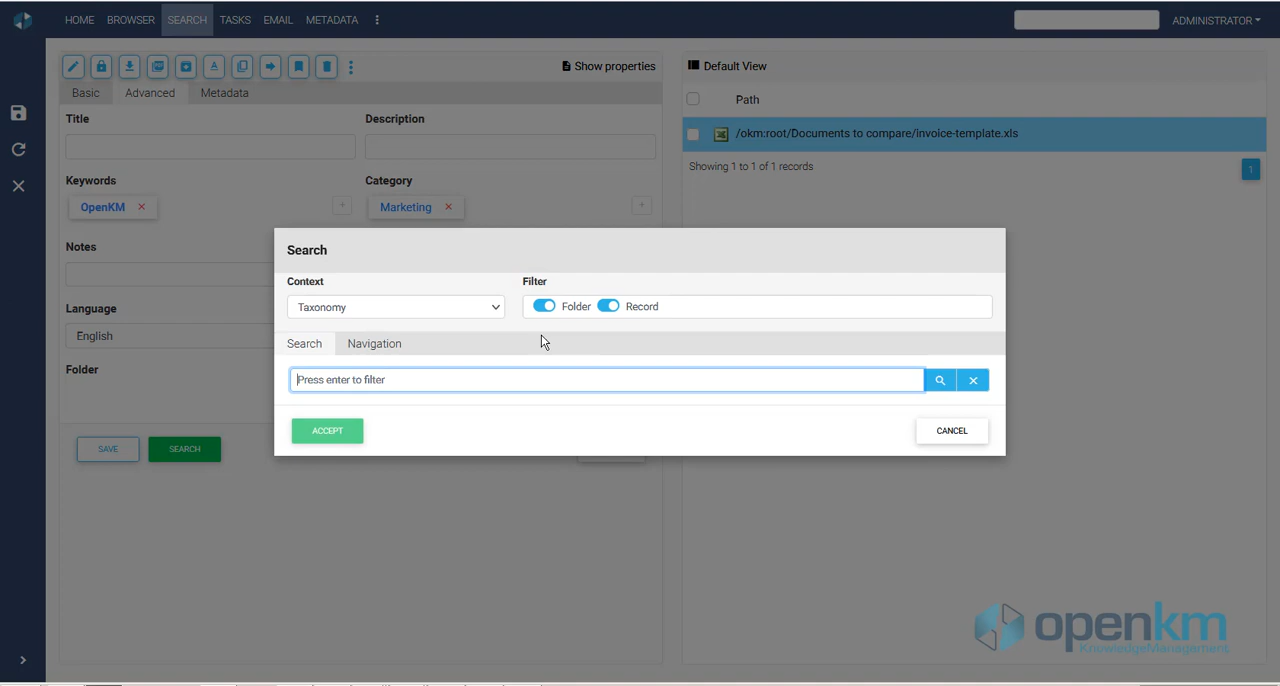 HOME BROWSER SEARCH TASKS EMAIL METADATA ADMINISTRATOR
Show properties
Basic Advanced Metadata
Title Description
Keywords Category
OpenKM × + Marketing × +
Notes
Language
English
Folder
SAVE SEARCH
Default View
Path
/okm:root/Documents to compare/invoice-template.xls
Showing 1 to 1 of 1 records 1
Search
Context Filter
Taxonomy Folder Record
Search Navigation
Press enter to filter
ACCEPT CANCEL
openkm
KnowledgeManagement